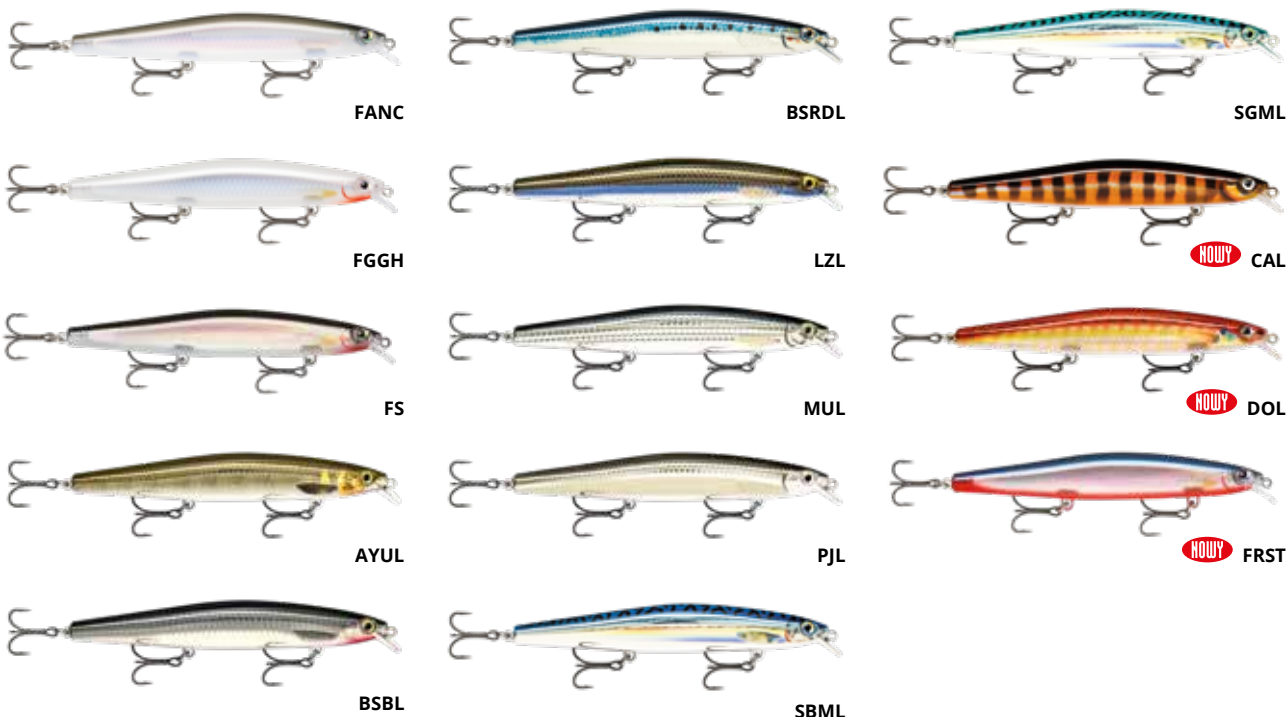 FANC
BSRDL
SGML
FGGH
LZL
NOWY CAL
FS
MUL
NOWY DOL
AYUL
PJL
NOWY FRST
BSBL
SBML